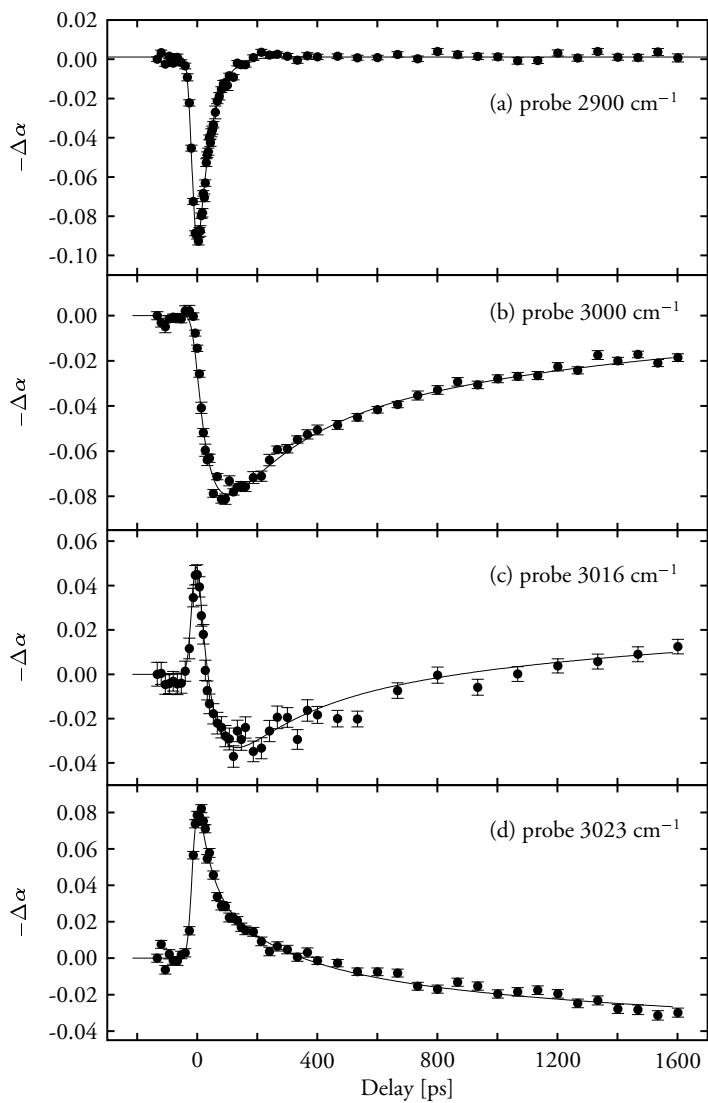 0.02
0.00
-0.02
-0.04
-0.06
-0.08
-0.10
−Δα
(a) probe 2900 cm⁻¹
0.00
-0.02
-0.04
-0.06
-0.08
−Δα
(b) probe 3000 cm⁻¹
0.06
0.04
0.02
0.00
-0.02
-0.04
−Δα
(c) probe 3016 cm⁻¹
0.08
0.06
0.04
0.02
0.00
-0.02
-0.04
−Δα
(d) probe 3023 cm⁻¹
0 400 800 1200 1600
Delay [ps]